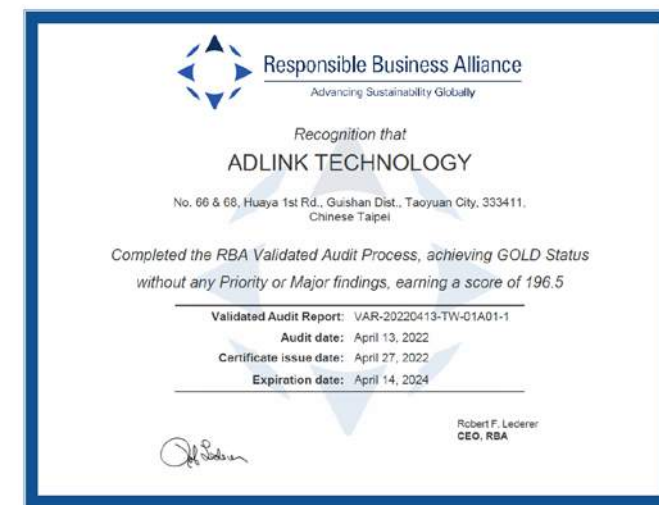 Responsible Business Alliance
Advancing Sustainability Globally
Recognition that
ADLINK TECHNOLOGY
No. 66 & 68, Huaya 1st Rd., Guishan Dist., Taoyuan City, 333411,
Chinese Taipei
Completed the RBA Validated Audit Process, achieving GOLD Status
without any Priority or Major findings, earning a score of 196.5
Validated Audit Report: VAR-20220413-TW-01A01-1
Audit date: April 13, 2022
Certificate issue date: April 27, 2022
Expiration date: April 14, 2024
Robert F. Lederer
CEO, RBA